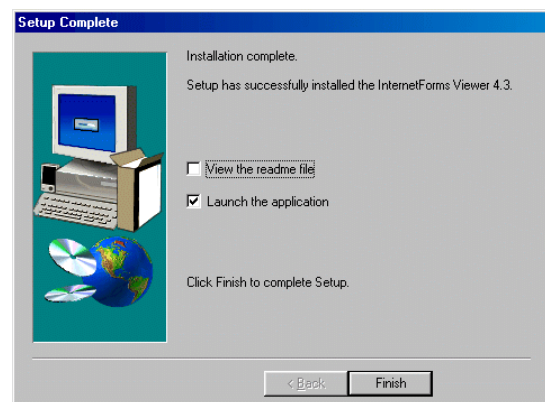 Setup Complete
Installation complete.
Setup has successfully installed the InternetForms Viewer 4.3.
View the readme file
Launch the application
Click Finish to complete Setup.
< Back
Finish